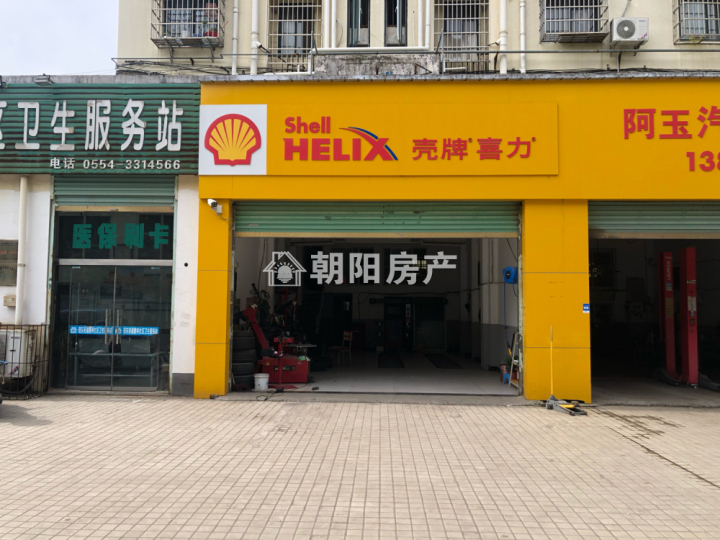 区卫生服务站
电话 0554-3314566
医保刷卡
Shell
HELIX 壳牌 喜力
阿玉汽
138
朝阳房产